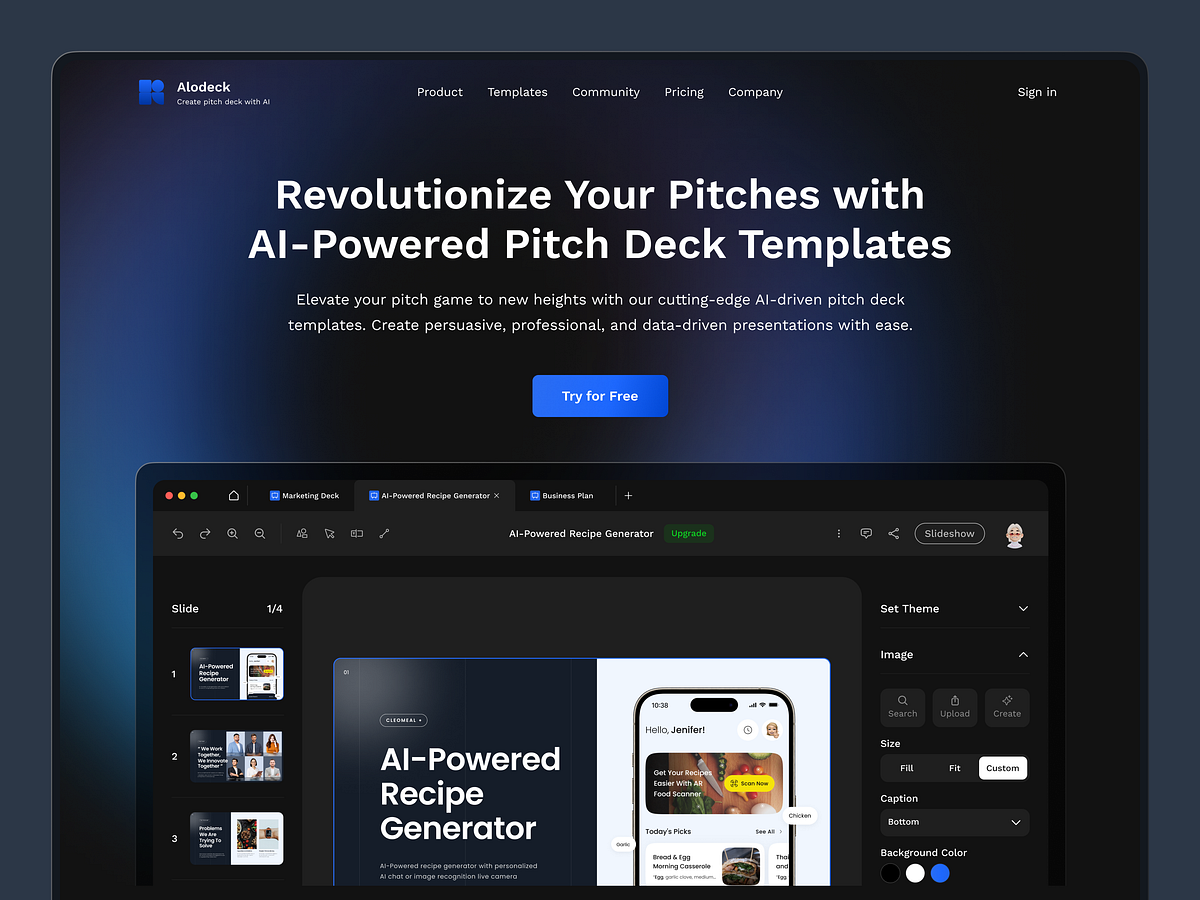 Alodeck
Create pitch deck with AI
Product
Templates
Community
Pricing
Company
Sign in
Revolutionize Your Pitches with
AI-Powered Pitch Deck Templates
Elevate your pitch game to new heights with our cutting-edge AI-driven pitch deck
templates. Create persuasive, professional, and data-driven presentations with ease.
Try for Free
Marketing Deck
AI-Powered Recipe Generator
Business Plan
AI-Powered Recipe Generator
Upgrade
Slideshow
Slide
1/4
1
AI-Powered
Recipe
Generator
2
" We Work
Together,
We Innovate
Together "
3
Problems
We Are
Trying To
Solve
01
CLEOMEAL
AI-Powered
Recipe
Generator
AI-Powered recipe generator with personalized
AI chat or image recognition live camera
10:38
Hello, Jenifer!
Get Your Recipes
Easier With AR
Food Scanner
Scan Now
Chicken
Today's Picks
See All
Garlic
Bread & Egg
Morning Casserole
Egg, garlic clove, medium..
Thai
and
Egg,
Set Theme
Image
Search
Upload
Create
Size
Fill
Fit
Custom
Caption
Bottom
Background Color